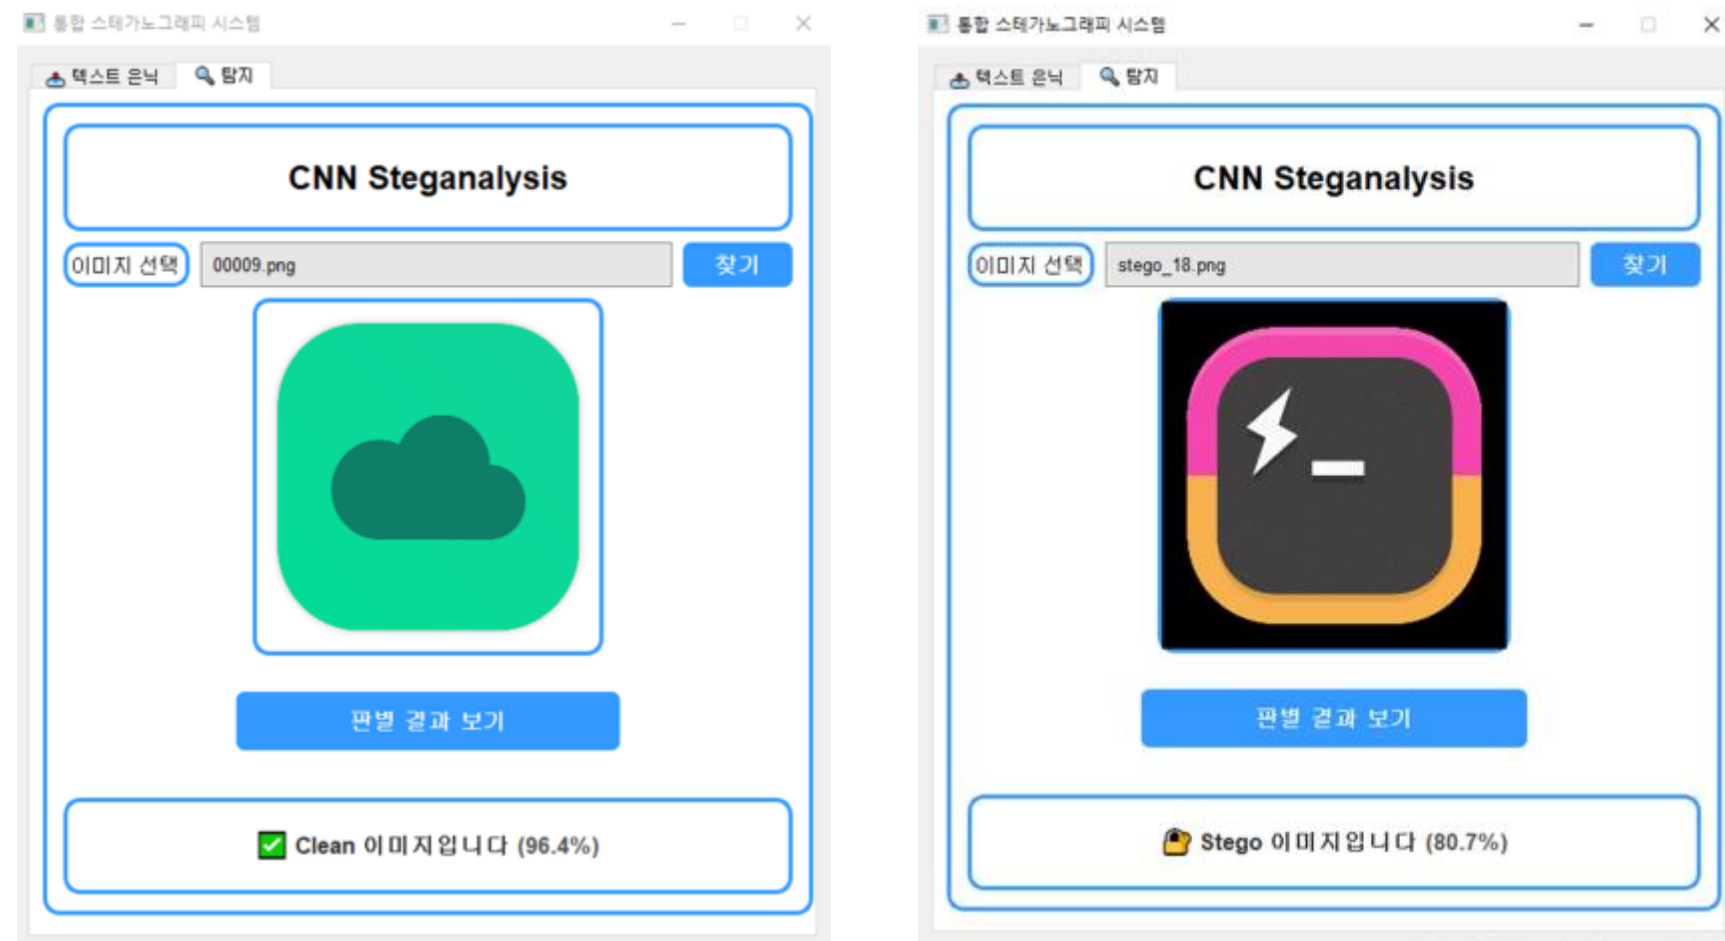 통합 스테가노그래피 시스템
텍스트 은닉
탐지
CNN Steganalysis
이미지 선택
00009.png
찾기
판별 결과 보기
Clean 이미지입니다 (96.4%)
통합 스테가노그래피 시스템
텍스트 은닉
탐지
CNN Steganalysis
이미지 선택
stego_18.png
찾기
판별 결과 보기
Stego 이미지입니다 (80.7%)